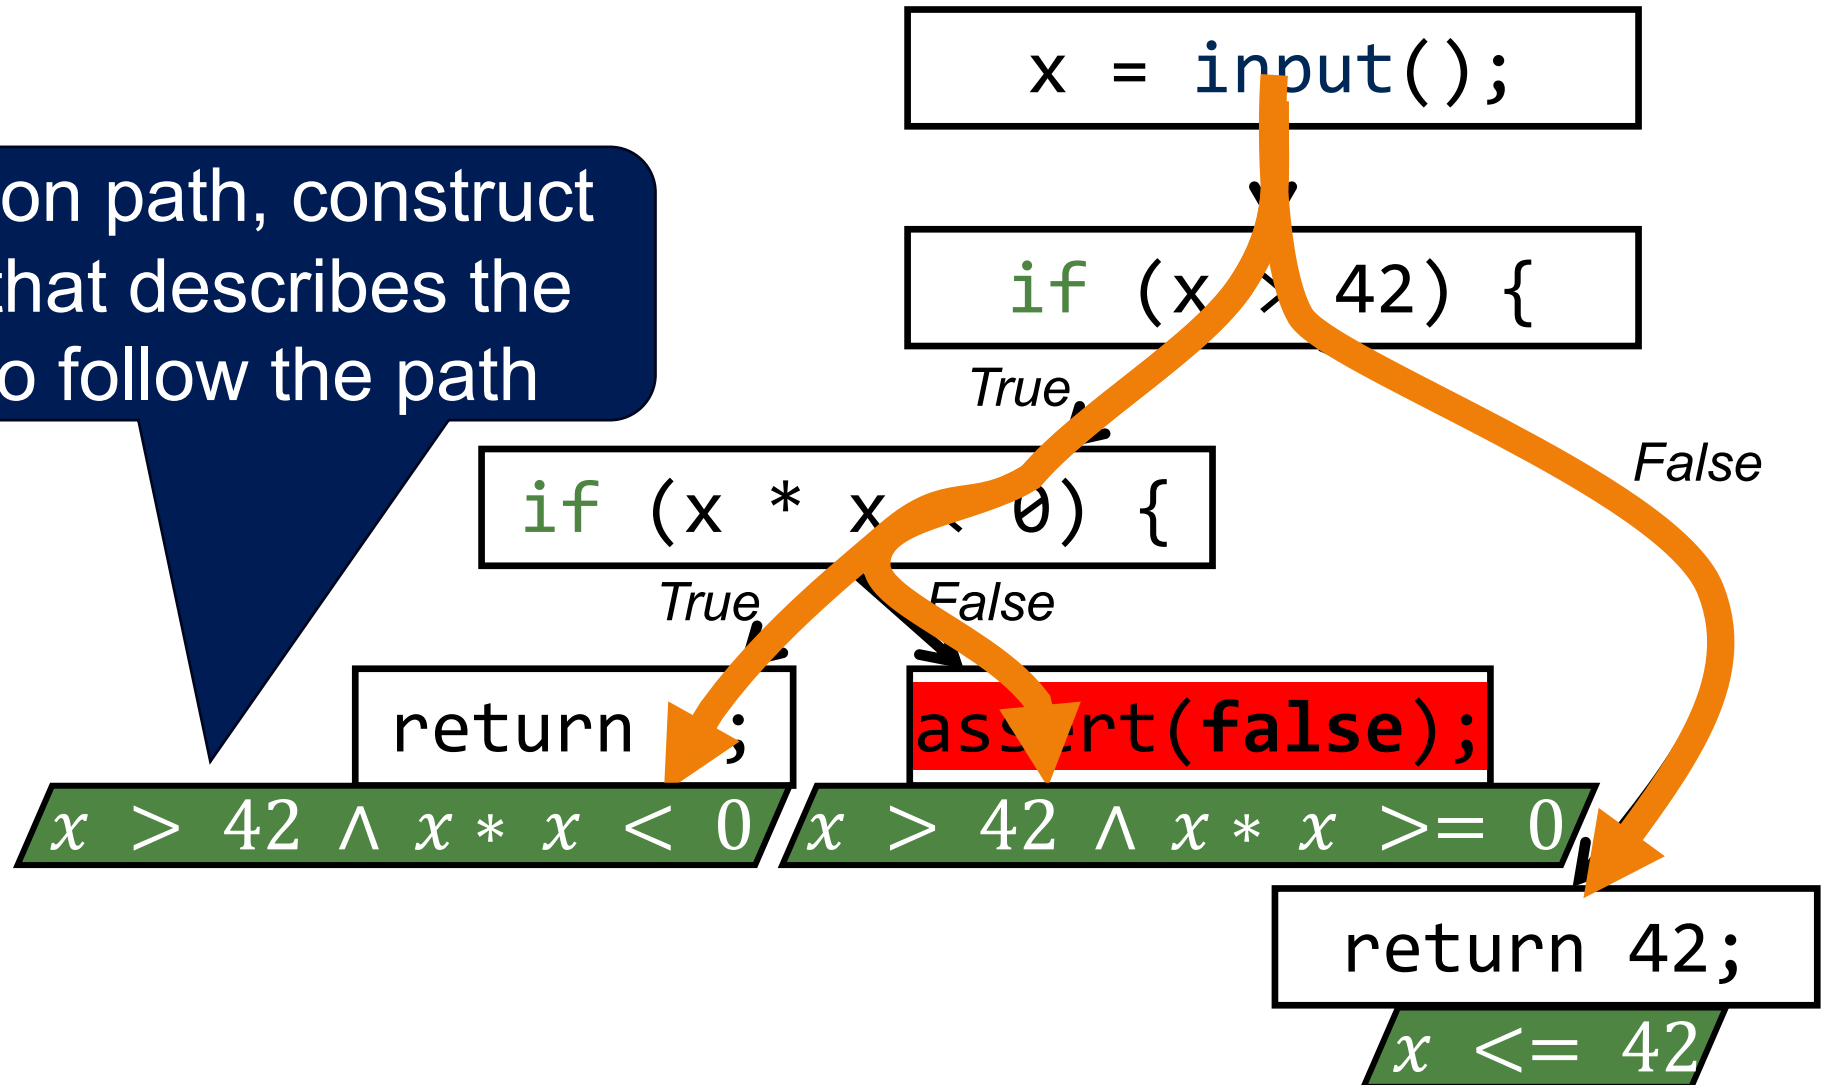 x = input();
on path, construct
that describes the
o follow the path
if (x > 42) {
True
False
if (x * x < 0) {
True
False
return ;
assert(false);
x > 42 ∧ x * x < 0
x > 42 ∧ x * x >= 0
return 42;
x <= 42